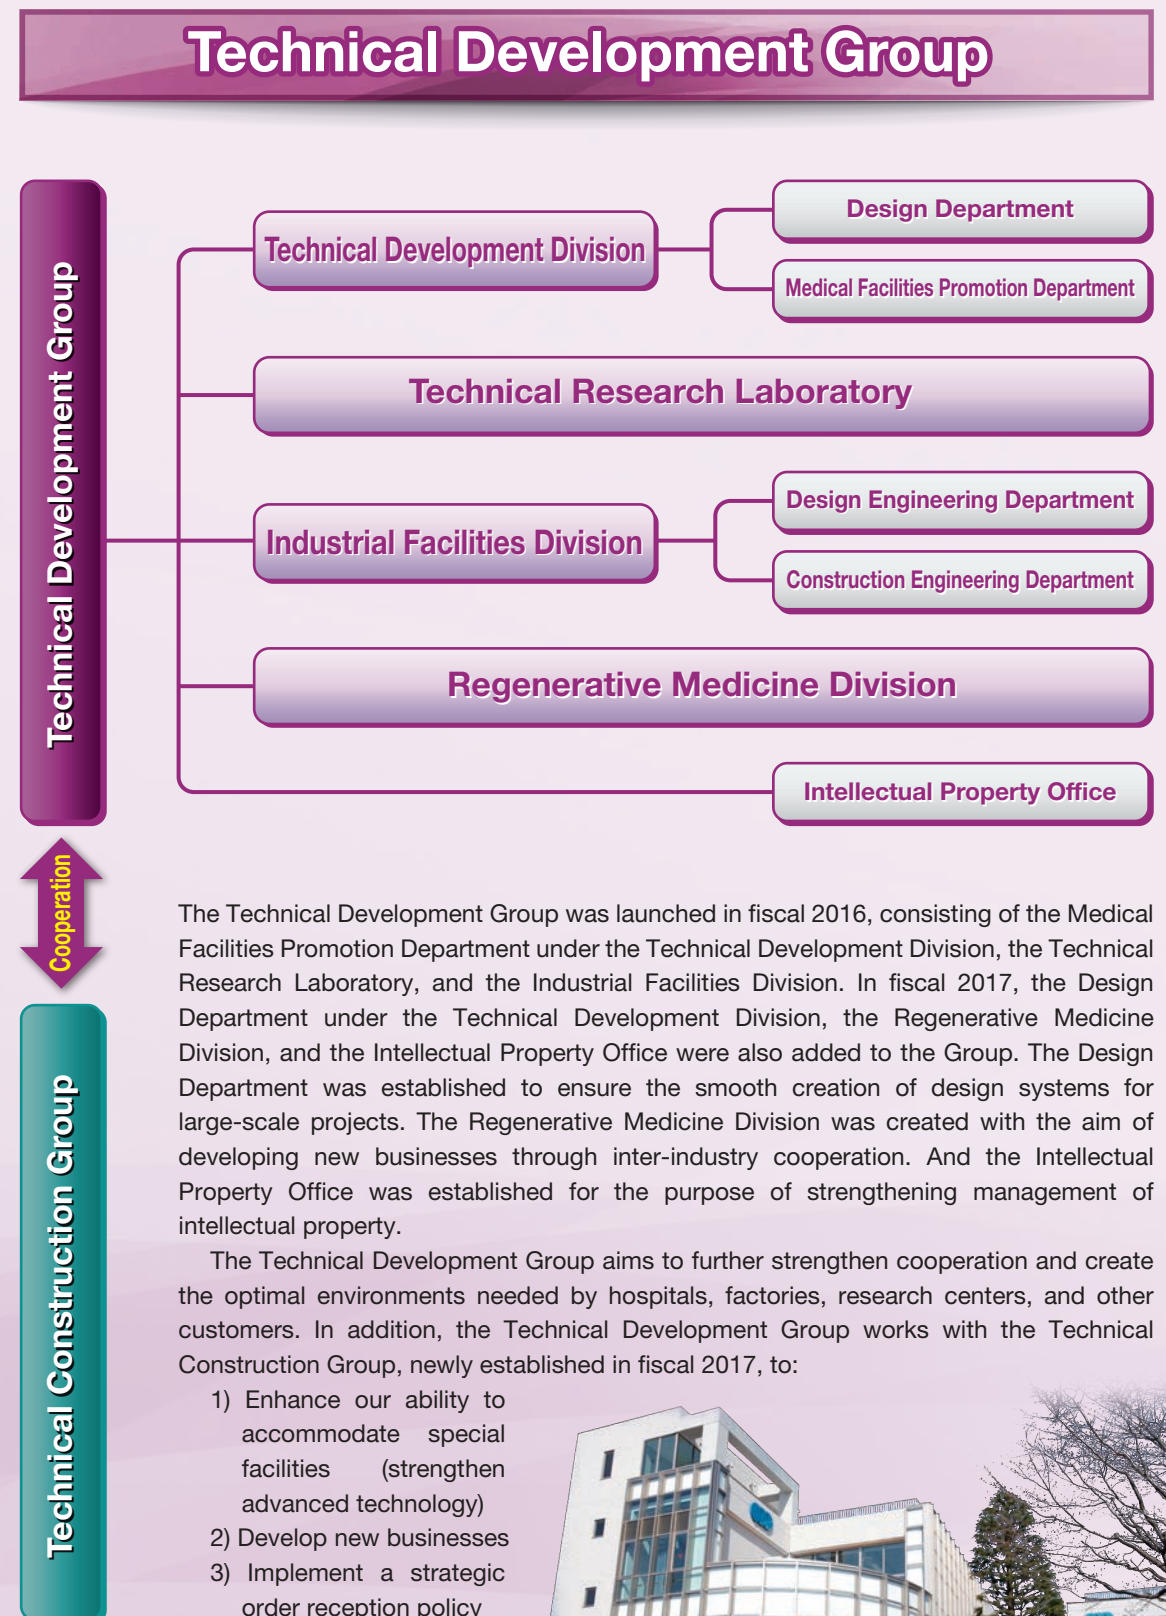 Technical Development Group
Technical Development Group
Technical Development Division
Design Department
Medical Facilities Promotion Department
Technical Research Laboratory
Industrial Facilities Division
Design Engineering Department
Construction Engineering Department
Regenerative Medicine Division
Intellectual Property Office
Cooperation
Technical Construction Group
The Technical Development Group was launched in fiscal 2016, consisting of the Medical
Facilities Promotion Department under the Technical Development Division, the Technical
Research Laboratory, and the Industrial Facilities Division. In fiscal 2017, the Design
Department under the Technical Development Division, the Regenerative Medicine
Division, and the Intellectual Property Office were also added to the Group. The Design
Department was established to ensure the smooth creation of design systems for
large-scale projects. The Regenerative Medicine Division was created with the aim of
developing new businesses through inter-industry cooperation. And the Intellectual
Property Office was established for the purpose of strengthening management of
intellectual property.
The Technical Development Group aims to further strengthen cooperation and create
the optimal environments needed by hospitals, factories, research centers, and other
customers. In addition, the Technical Development Group works with the Technical
Construction Group, newly established in fiscal 2017, to:
1) Enhance our ability to
accommodate special
facilities (strengthen
advanced technology)
2) Develop new businesses
3) Implement a strategic
order reception policy